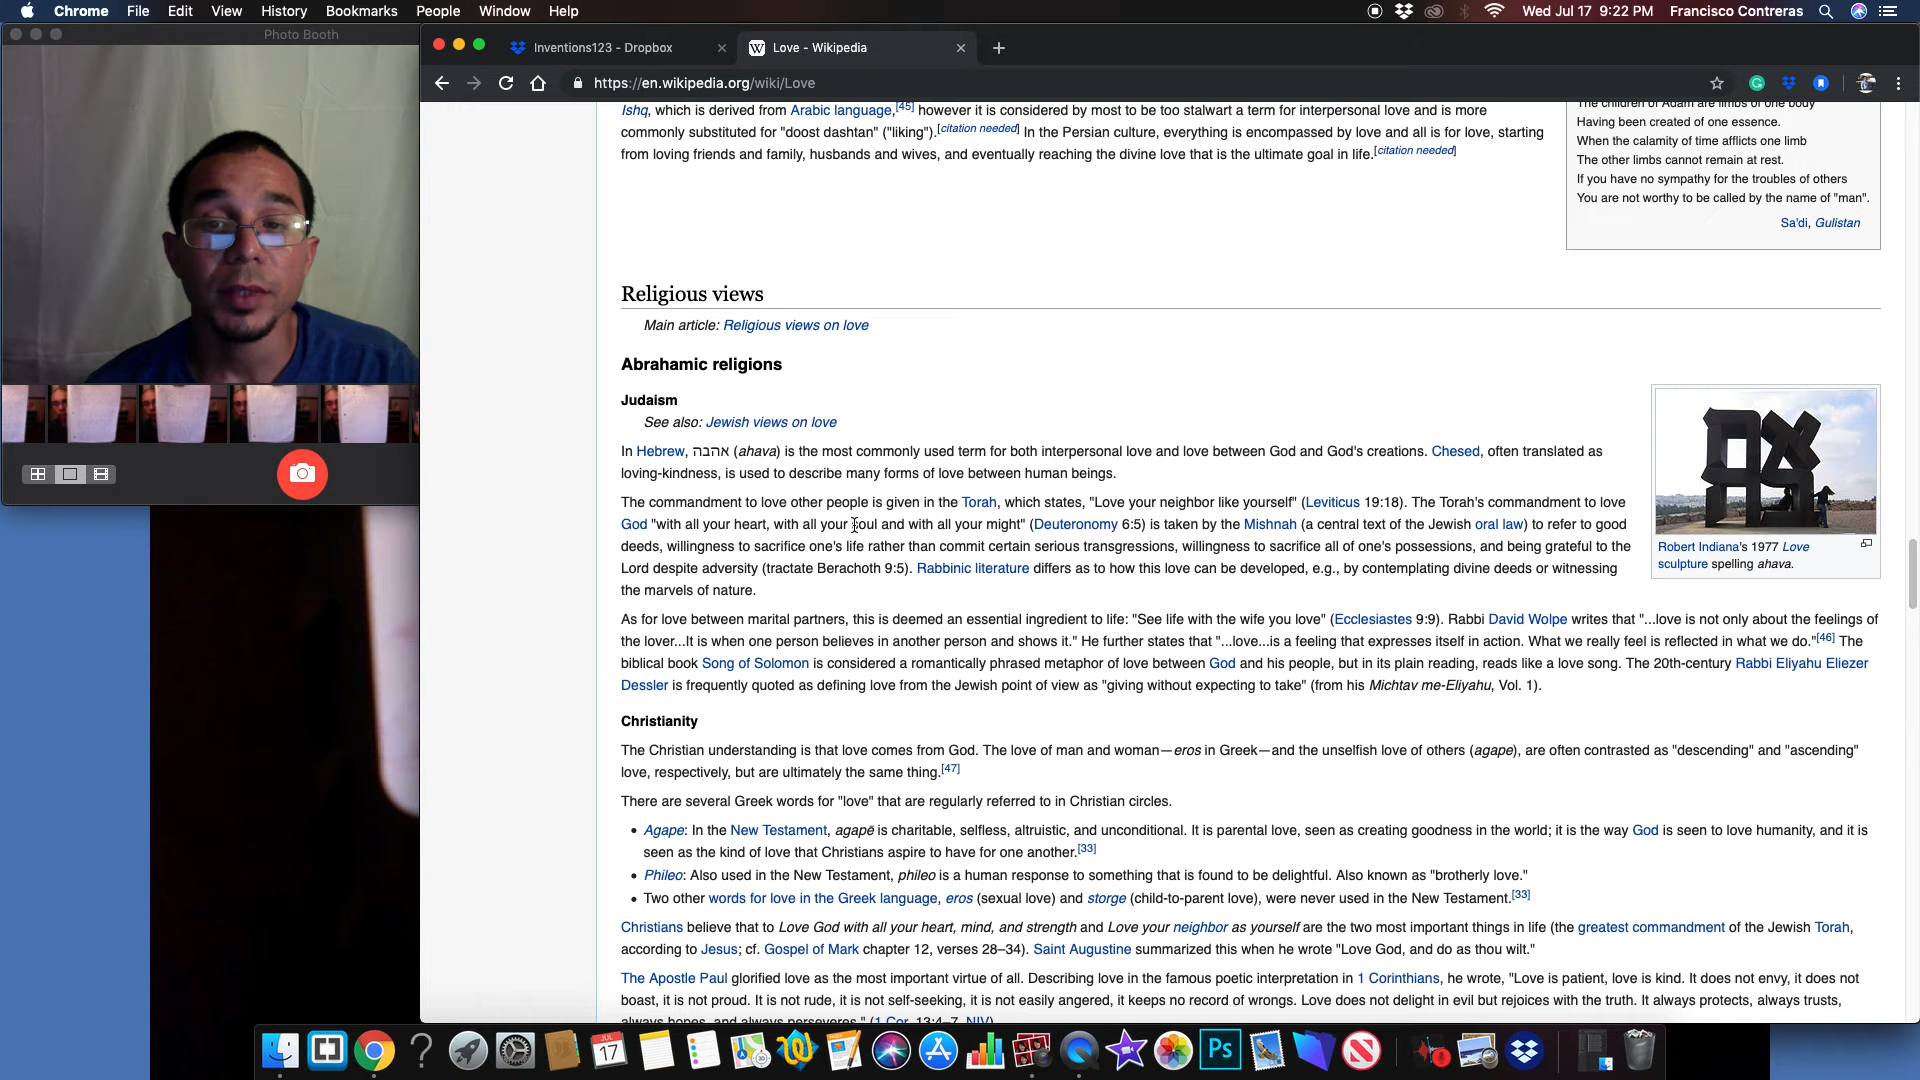 Chrome File Edit View History Bookmarks People Window Help
Wed Jul 17 9:22 PM Francisco Contreras
Photo Booth
Inventions123 - Dropbox
Love - Wikipedia
https://en.wikipedia.org/wiki/Love
Ishq, which is derived from Arabic language,[45] however it is considered by most to be too stalwart a term for interpersonal love and is more
commonly substituted for "doost dashtan" ("liking").[citation needed] In the Persian culture, everything is encompassed by love and all is for love, starting
from loving friends and family, husbands and wives, and eventually reaching the divine love that is the ultimate goal in life.[citation needed]
The children of Adam are limbs of one body
Having been created of one essence.
When the calamity of time afflicts one limb
The other limbs cannot remain at rest.
If you have no sympathy for the troubles of others
You are not worthy to be called by the name of "man".
Sa'di, Gulistan
Religious views
Main article: Religious views on love
Abrahamic religions
Judaism
See also: Jewish views on love
In Hebrew, אהבה (ahava) is the most commonly used term for both interpersonal love and love between God and God's creations. Chesed, often translated as
loving-kindness, is used to describe many forms of love between human beings.
The commandment to love other people is given in the Torah, which states, "Love your neighbor like yourself" (Leviticus 19:18). The Torah's commandment to love
God "with all your heart, with all your soul and with all your might" (Deuteronomy 6:5) is taken by the Mishnah (a central text of the Jewish oral law) to refer to good
deeds, willingness to sacrifice one's life rather than commit certain serious transgressions, willingness to sacrifice all of one's possessions, and being grateful to the
Lord despite adversity (tractate Berachoth 9:5). Rabbinic literature differs as to how this love can be developed, e.g., by contemplating divine deeds or witnessing
the marvels of nature.
Robert Indiana's 1977 Love
sculpture spelling ahava.
As for love between marital partners, this is deemed an essential ingredient to life: "See life with the wife you love" (Ecclesiastes 9:9). Rabbi David Wolpe writes that "...love is not only about the feelings of
the lover...It is when one person believes in another person and shows it." He further states that "...love...is a feeling that expresses itself in action. What we really feel is reflected in what we do."[46] The
biblical book Song of Solomon is considered a romantically phrased metaphor of love between God and his people, but in its plain reading, reads like a love song. The 20th-century Rabbi Eliyahu Eliezer
Dessler is frequently quoted as defining love from the Jewish point of view as "giving without expecting to take" (from his Michtav me-Eliyahu, Vol. 1).
Christianity
The Christian understanding is that love comes from God. The love of man and woman—eros in Greek—and the unselfish love of others (agape), are often contrasted as "descending" and "ascending"
love, respectively, but are ultimately the same thing.[47]
There are several Greek words for "love" that are regularly referred to in Christian circles.
• Agape: In the New Testament, agapē is charitable, selfless, altruistic, and unconditional. It is parental love, seen as creating goodness in the world; it is the way God is seen to love humanity, and it is
seen as the kind of love that Christians aspire to have for one another.[33]
• Phileo: Also used in the New Testament, phileo is a human response to something that is found to be delightful. Also known as "brotherly love."
• Two other words for love in the Greek language, eros (sexual love) and storge (child-to-parent love), were never used in the New Testament.[33]
Christians believe that to Love God with all your heart, mind, and strength and Love your neighbor as yourself are the two most important things in life (the greatest commandment of the Jewish Torah,
according to Jesus; cf. Gospel of Mark chapter 12, verses 28–34). Saint Augustine summarized this when he wrote "Love God, and do as thou wilt."
The Apostle Paul glorified love as the most important virtue of all. Describing love in the famous poetic interpretation in 1 Corinthians, he wrote, "Love is patient, love is kind. It does not envy, it does not
boast, it is not proud. It is not rude, it is not self-seeking, it is not easily angered, it keeps no record of wrongs. Love does not delight in evil but rejoices with the truth. It always protects, always trusts,
always hopes, and always perseveres." (1 Cor. 13:4–7, NIV)
JUL
17
Ps